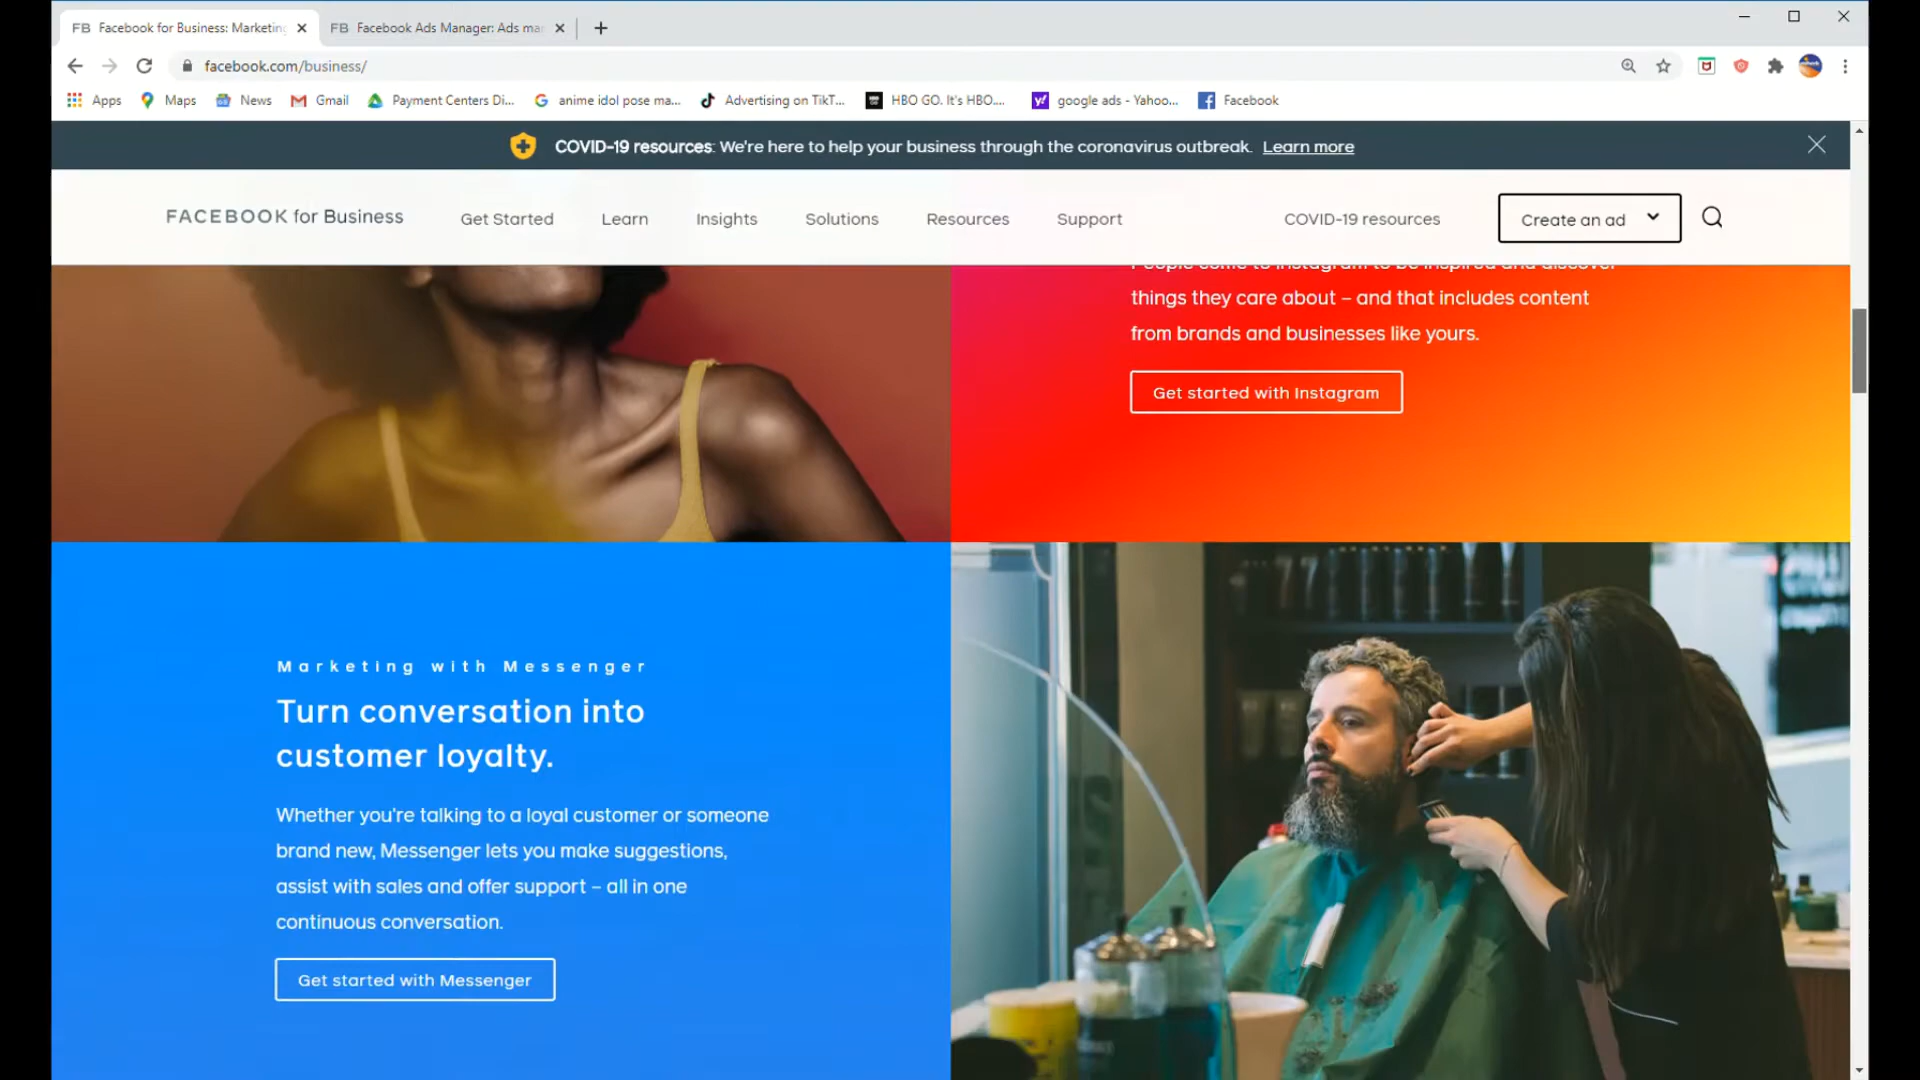 FB Facebook for Business: Marketing
FB Facebook Ads Manager: Ads mar
facebook.com/business/
Apps Maps News Gmail Payment Centers Di... anime idol pose ma... Advertising on TikT... HBO GO. It's HBO.... google ads - Yahoo... Facebook
COVID-19 resources: We're here to help your business through the coronavirus outbreak. Learn more
FACEBOOK for Business Get Started Learn Insights Solutions Resources Support COVID-19 resources Create an ad
People come to Instagram to be inspired and discover
things they care about – and that includes content
from brands and businesses like yours.
Get started with Instagram
Marketing with Messenger
Turn conversation into
customer loyalty.
Whether you're talking to a loyal customer or someone
brand new, Messenger lets you make suggestions,
assist with sales and offer support – all in one
continuous conversation.
Get started with Messenger